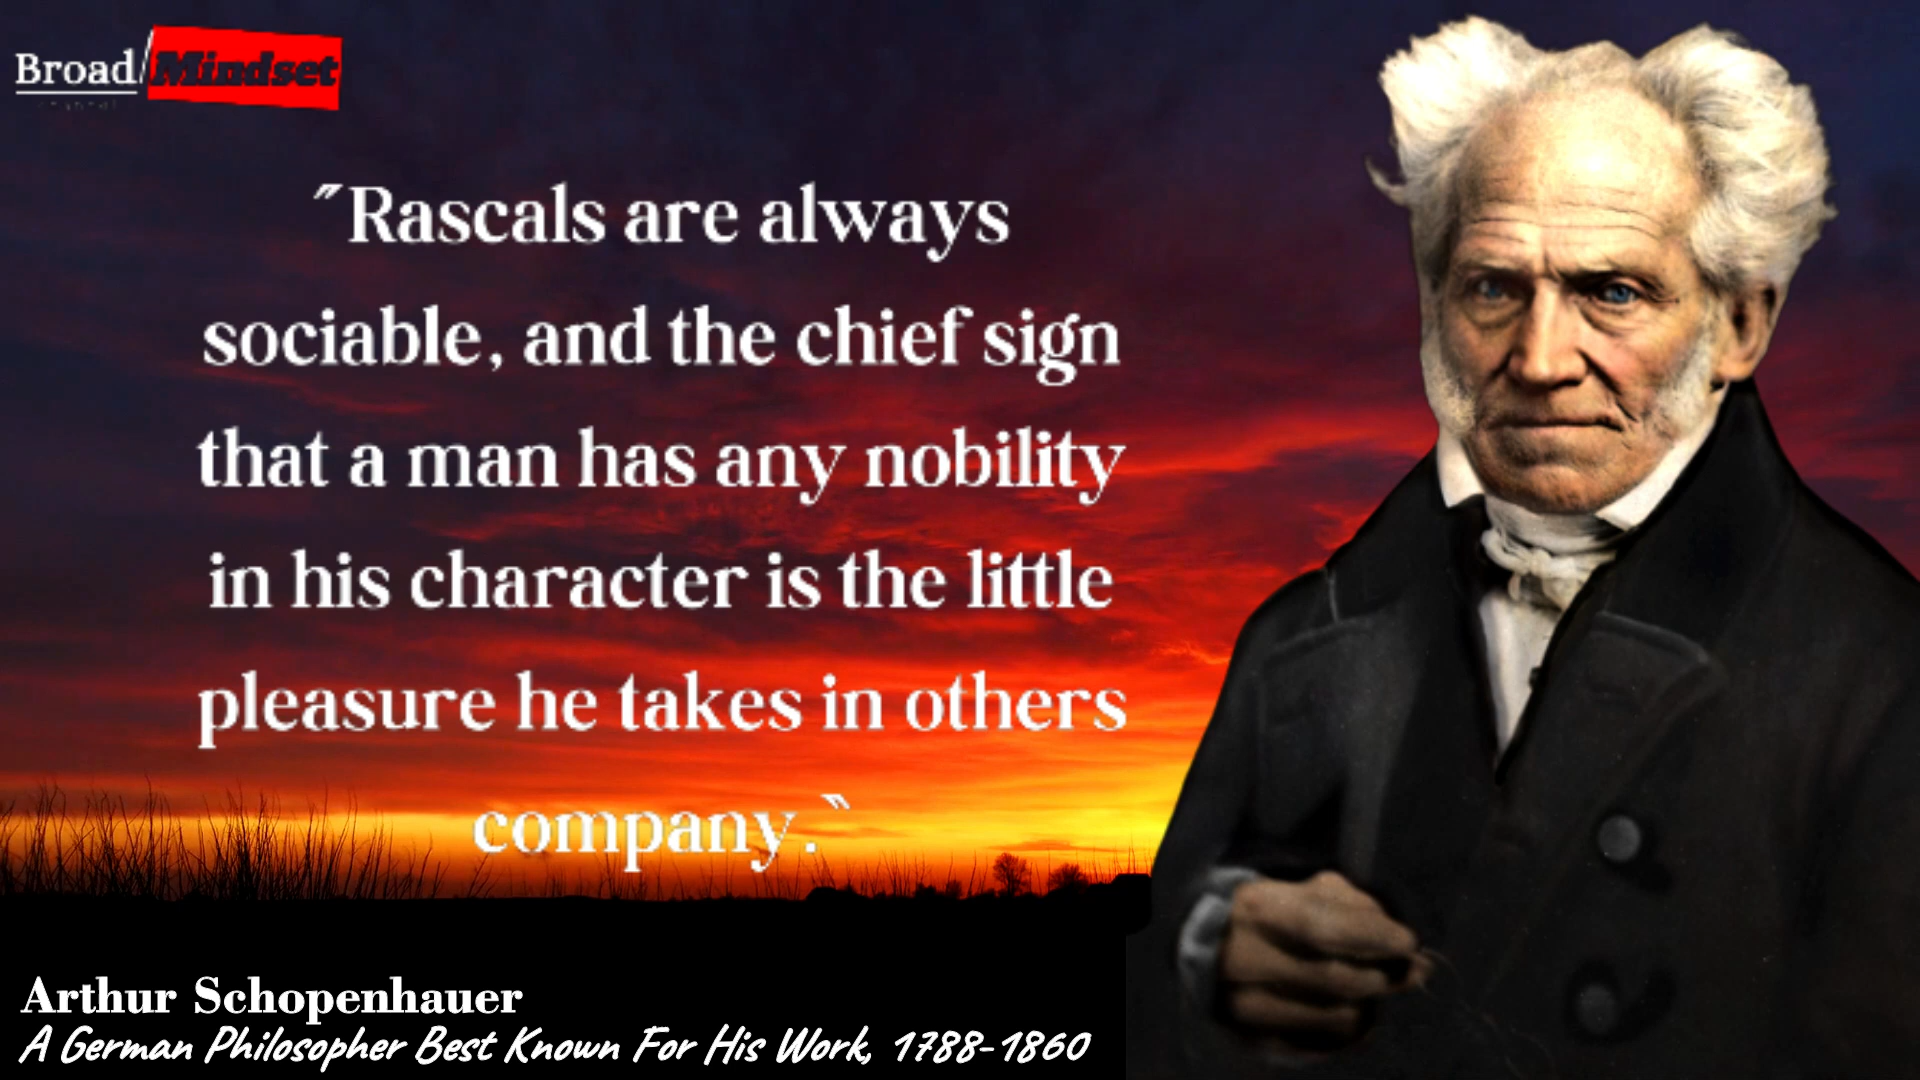 Broad/Mindset
"Rascals are always
sociable, and the chief sign
that a man has any nobility
in his character is the little
pleasure he takes in others
company."
Arthur Schopenhauer
A German Philosopher Best Known For His Work, 1788-1860